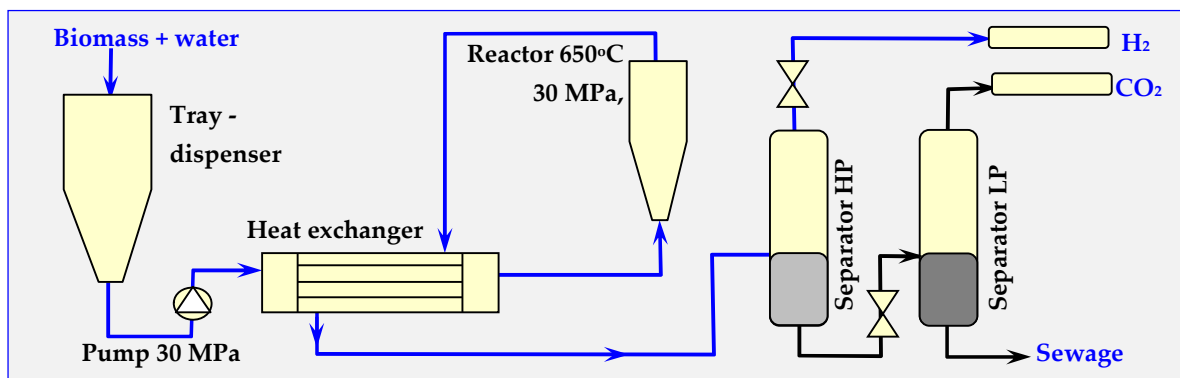 Biomass + water
Tray -
dispenser
Pump 30 MPa
Heat exchanger
Reactor 650ºC
30 MPa,
Separator HP
Separator LP
H₂
CO₂
Sewage